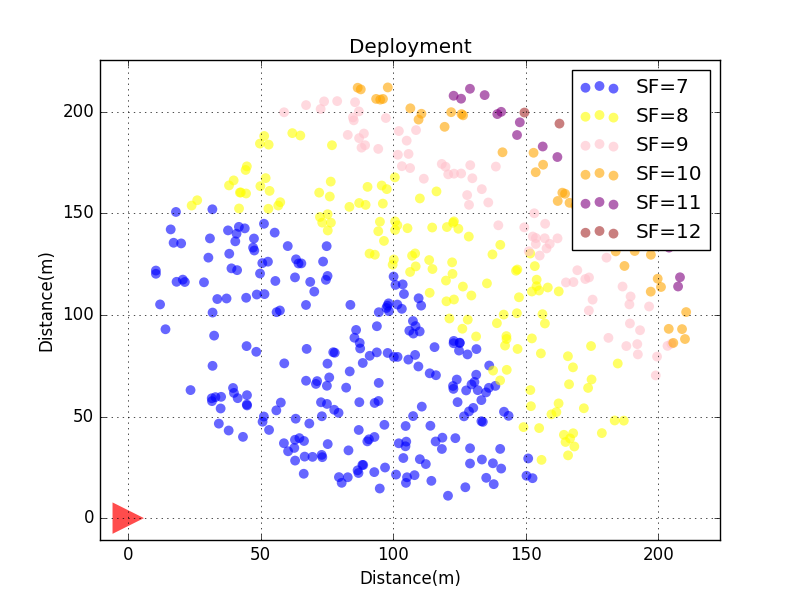 Deployment
SF=7
SF=8
SF=9
SF=10
SF=11
SF=12
200
150
100
50
0
Distance(m)
0 50 100 150 200
Distance(m)